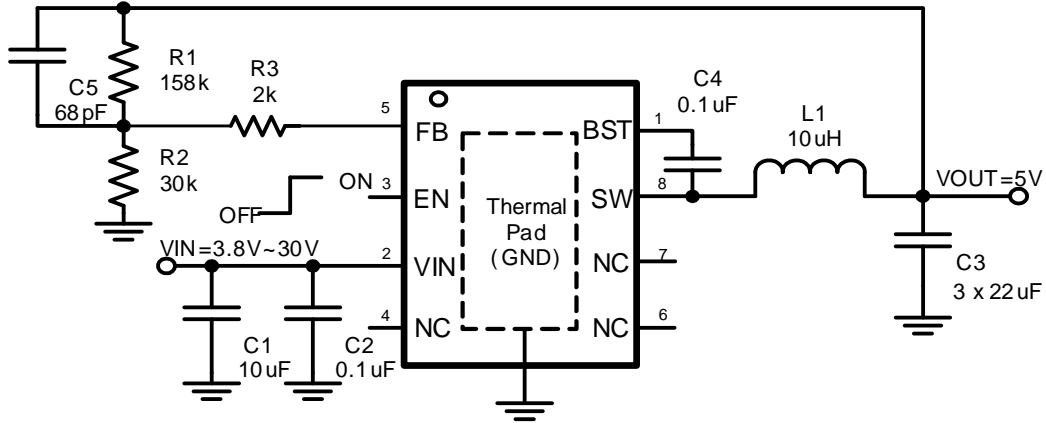 C5
68pF
R1
158k
R3
2k
R2
30k
5
FB
ON
OFF
3
EN
VIN=3.8V~30V
2
VIN
4
NC
C1
10uF
C2
0.1uF
Thermal
Pad
(GND)
BST
1
C4
0.1uF
SW
8
L1
10uH
VOUT=5V
NC
7
NC
6
C3
3 x 22uF